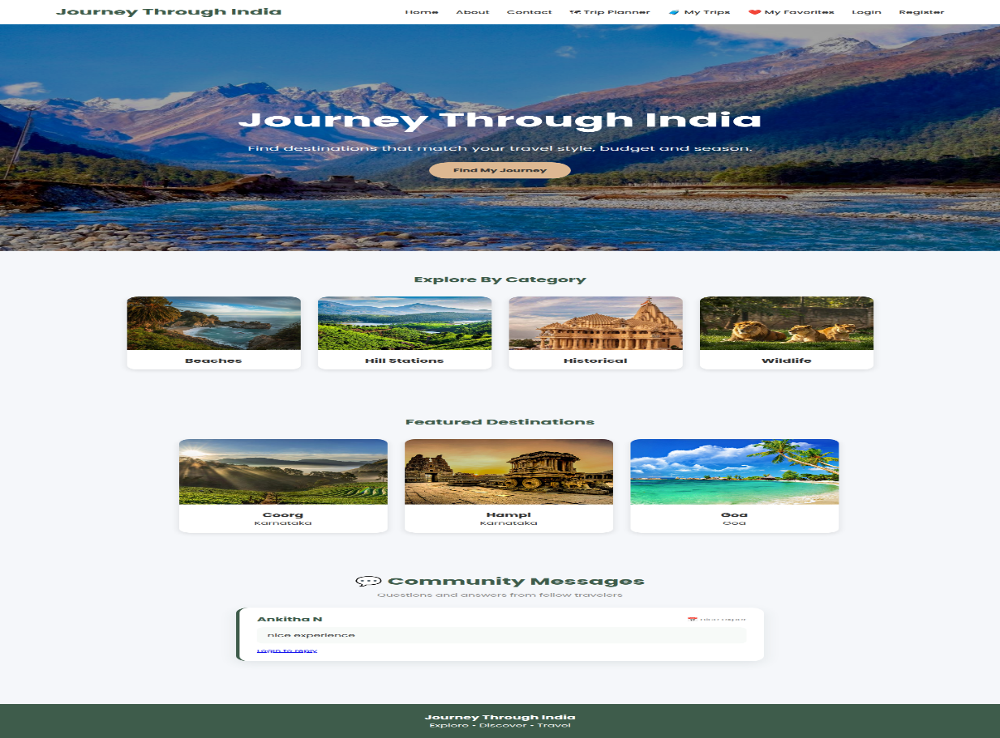 Journey Through India
Home About Contact 🗺 Trip Planner 🧳 My Trips ❤️ My Favorites Login Register
Journey Through India
Find destinations that match your travel style, budget and season.
Find My Journey
Explore By Category
Beaches Hill Stations Historical Wildlife
Featured Destinations
Coorg Hampi Goa
Karnataka Karnataka Goa
💬 Community Messages
Questions and answers from fellow travelers
Ankitha N
nice experience
Login to reply
Journey Through India
Explore • Discover • Travel